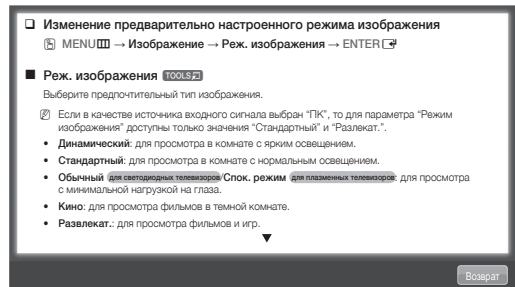 Изменение предварительно настроенного режима изображения
MENU → Изображение → Реж. изображения → ENTER
Реж. изображения TOOLS
Выберите предпочтительный тип изображения.
Если в качестве источника входного сигнала выбран "ПК", то для параметра "Режим
изображения" доступны только значения "Стандартный" и "Разлекат.".
• Динамический: для просмотра в комнате с ярким освещением.
• Стандартный: для просмотра в комнате с нормальным освещением.
• Обычный для светодиодных телевизоров/Спок. режим для плазменных телевизоров: для просмотра
с минимальной нагрузкой на глаза.
• Кино: для просмотра фильмов в темной комнате.
• Развлекат.: для просмотра фильмов и игр.
▼
Возврат